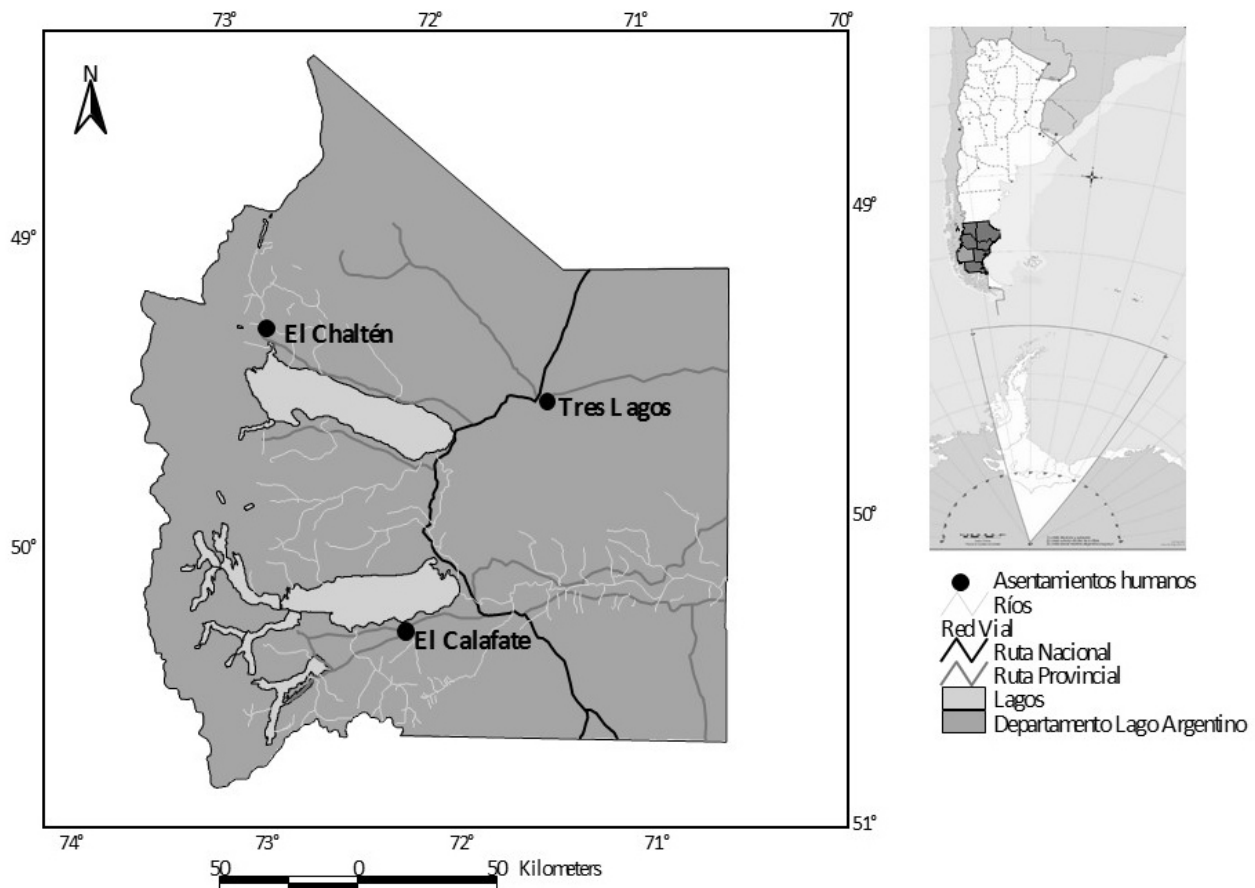 73° 72° 71° 70°
N
49° 49°
El Chaltén
Tres Lagos
50° 50°
El Calafate
51°
74° 73° 72° 71°
50 0 50 Kilometers
Asentamientos humanos
Ríos
Red Vial
Ruta Nacional
Ruta Provincial
Lagos
Departamento Lago Argentino